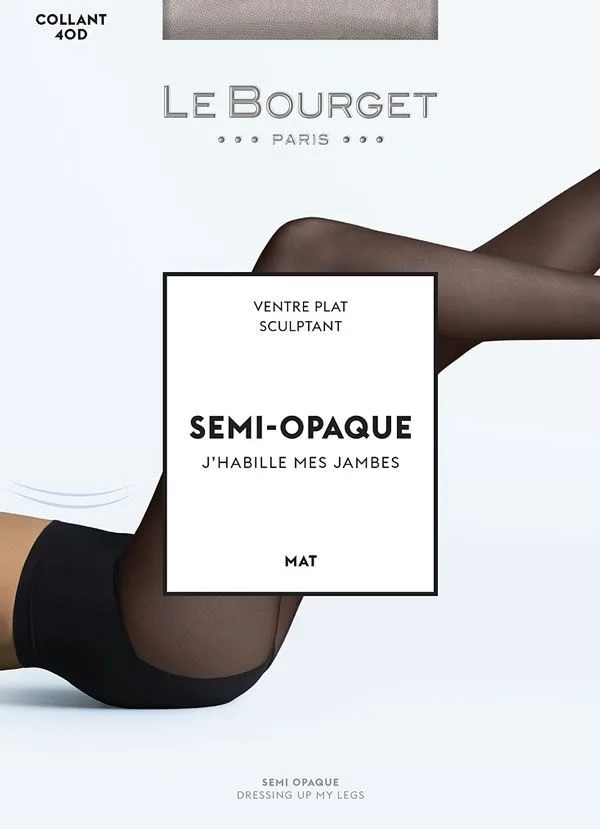 COLLANT
40D
LE BOURGET
••• PARIS •••
VENTRE PLAT
SCULPTANT
SEMI-OPAQUE
J'HABILLE MES JAMBES
MAT
SEMI OPAQUE
DRESSING UP MY LEGS